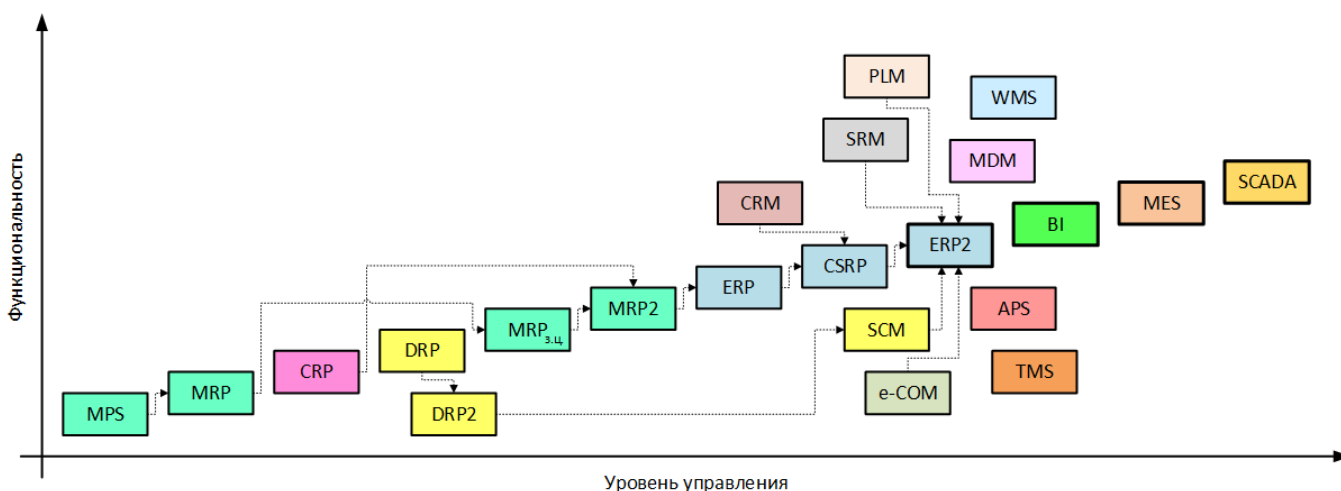 Функциональность
PLM
WMS
SRM
MDM
SCADA
CRM
MES
BI
ERP2
CSRP
ERP
MRP2
APS
MRP з.ц.
SCM
DRP
CRP
TMS
MRP
e-COM
MPS
DRP2
Уровень управления